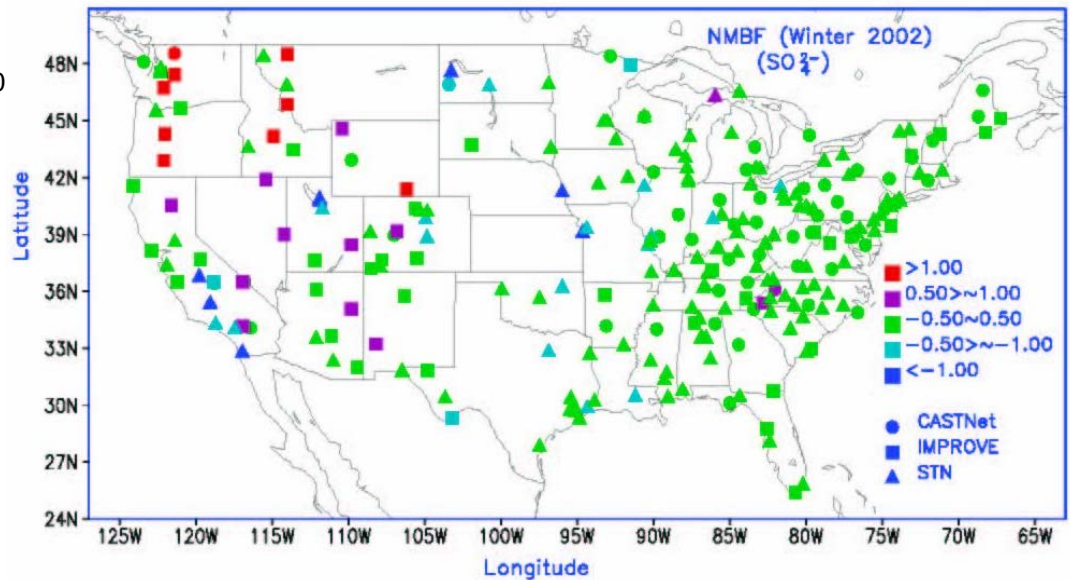 0
NMBF (Winter 2002)
(SO₄²⁻)
48N
45N
42N
39N
36N
33N
30N
27N
24N
Latitude
>1.00
0.50>~1.00
-0.50~0.50
-0.50>~-1.00
<-1.00
CASTNet
IMPROVE
STN
125W 120W 115W 110W 105W 100W 95W 90W 85W 80W 75W 70W 65W
Longitude